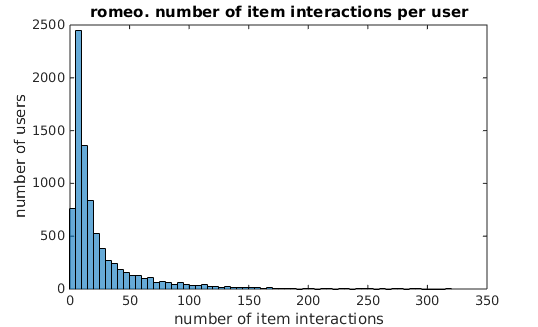 romeo. number of item interactions per user
2500
2000
1500
1000
500
0
number of users
0 50 100 150 200 250 300 350
number of item interactions